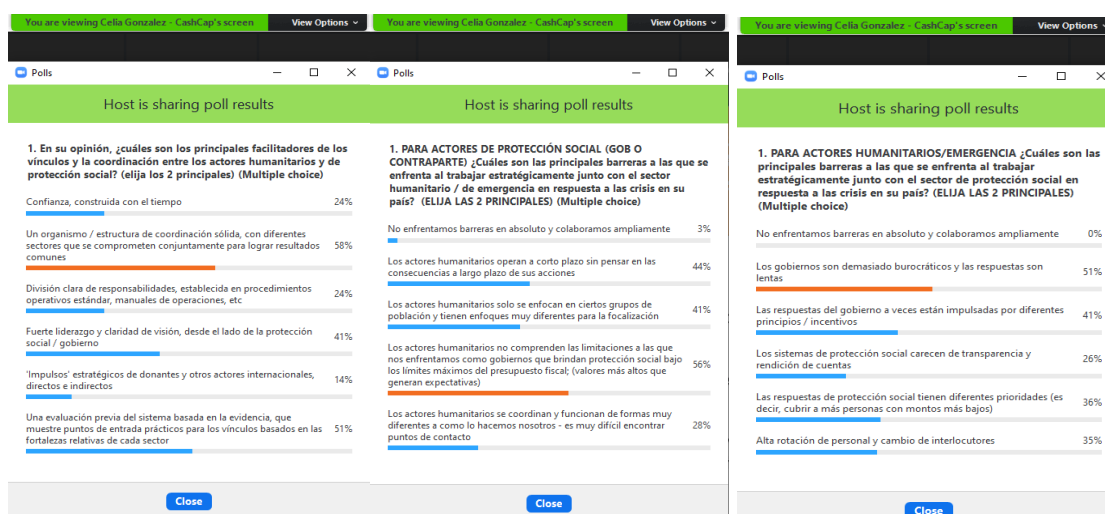 You are viewing Celia Gonzalez - CashCap's screen
View Options
Polls
Host is sharing poll results
1. En su opinión, ¿cuáles son los principales facilitadores de los
vínculos y la coordinación entre los actores humanitarios y de
protección social? (elija los 2 principales) (Multiple choice)
Confianza, construida con el tiempo 24%
Un organismo / estructura de coordinación sólida, con diferentes
sectores que se comprometen conjuntamente para lograr resultados 58%
comunes
División clara de responsabilidades, establecida en procedimientos 24%
operativos estándar, manuales de operaciones, etc
Fuerte liderazgo y claridad de visión, desde el lado de la protección 41%
social / gobierno
'Impulsos' estratégicos de donantes y otros actores internacionales, 14%
directos e indirectos
Una evaluación previa del sistema basada en la evidencia, que
muestre puntos de entrada prácticos para los vínculos basados en las 51%
fortalezas relativas de cada sector
Close
You are viewing Celia Gonzalez - CashCap's screen
View Options
Polls
Host is sharing poll results
1. PARA ACTORES DE PROTECCIÓN SOCIAL (GOB O
CONTRAPARTE) ¿Cuáles son las principales barreras a las que se
enfrenta al trabajar estratégicamente junto con el sector
humanitario / de emergencia en respuesta a las crisis en su
país? (ELIJA LAS 2 PRINCIPALES) (Multiple choice)
No enfrentamos barreras en absoluto y colaboramos ampliamente 3%
Los actores humanitarios operan a corto plazo sin pensar en las 44%
consecuencias a largo plazo de sus acciones
Los actores humanitarios solo se enfocan en ciertos grupos de 41%
población y tienen enfoques muy diferentes para la focalización
Los actores humanitarios no comprenden las limitaciones a las que
nos enfrentamos como gobiernos que brindan protección social bajo 56%
los límites máximos del presupuesto fiscal; (valores más altos que
generan expectativas)
Los actores humanitarios se coordinan y funcionan de formas muy
diferentes a como lo hacemos nosotros - es muy difícil encontrar 28%
puntos de contacto
Close
You are viewing Celia Gonzalez - CashCap's screen
View Options
Polls
Host is sharing poll results
1. PARA ACTORES HUMANITARIOS/EMERGENCIA ¿Cuáles son las
principales barreras a las que se enfrenta al trabajar
estratégicamente junto con el sector de protección social en
respuesta a las crisis en su país? (ELIJA LAS 2 PRINCIPALES)
(Multiple choice)
No enfrentamos barreras en absoluto y colaboramos ampliamente 0%
Los gobiernos son demasiado burocráticos y las respuestas son 51%
lentas
Las respuestas del gobierno a veces están impulsadas por diferentes 41%
principios / incentivos
Los sistemas de protección social carecen de transparencia y 26%
rendición de cuentas
Las respuestas de protección social tienen diferentes prioridades (es 36%
decir, cubrir a más personas con montos más bajos)
Alta rotación de personal y cambio de interlocutores 35%
Close